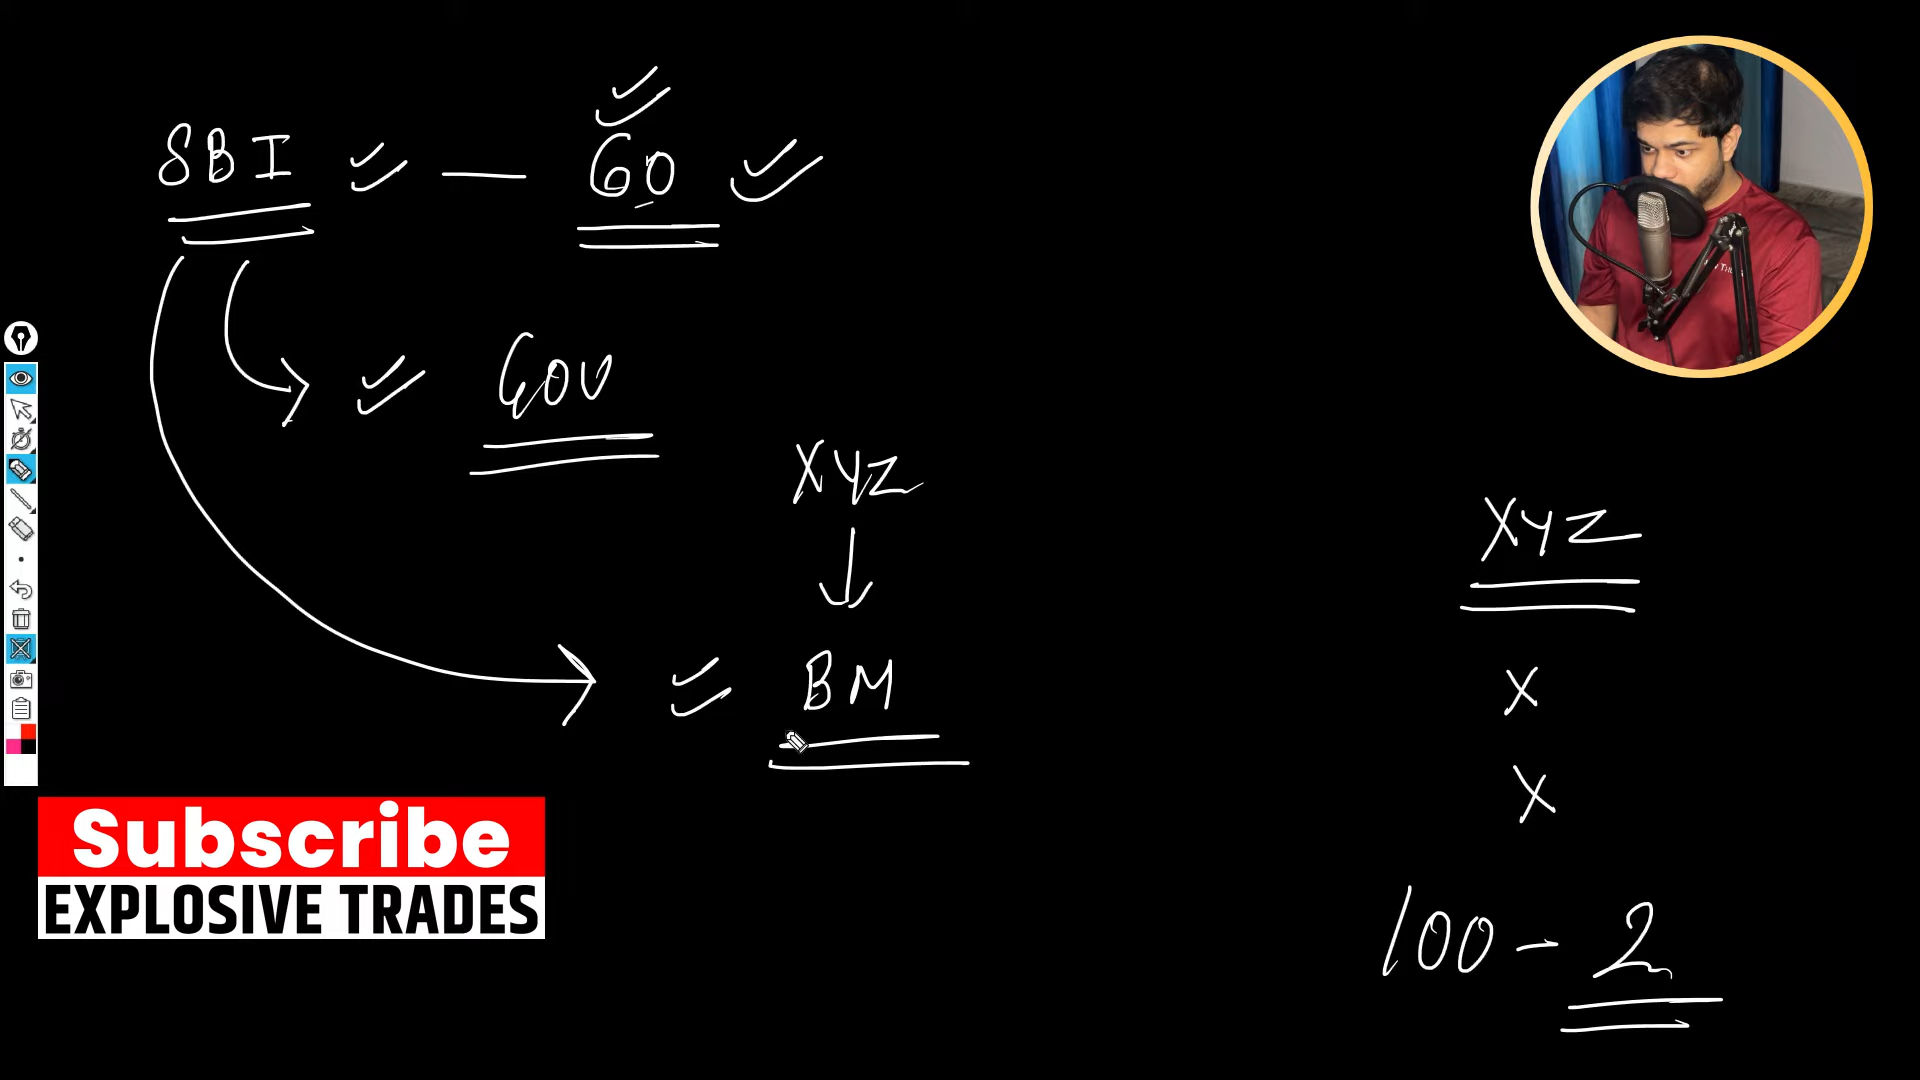 SBI — 60
GOV
XYZ
BM
XYZ
X
X
100 - 2
Subscribe
EXPLOSIVE TRADES